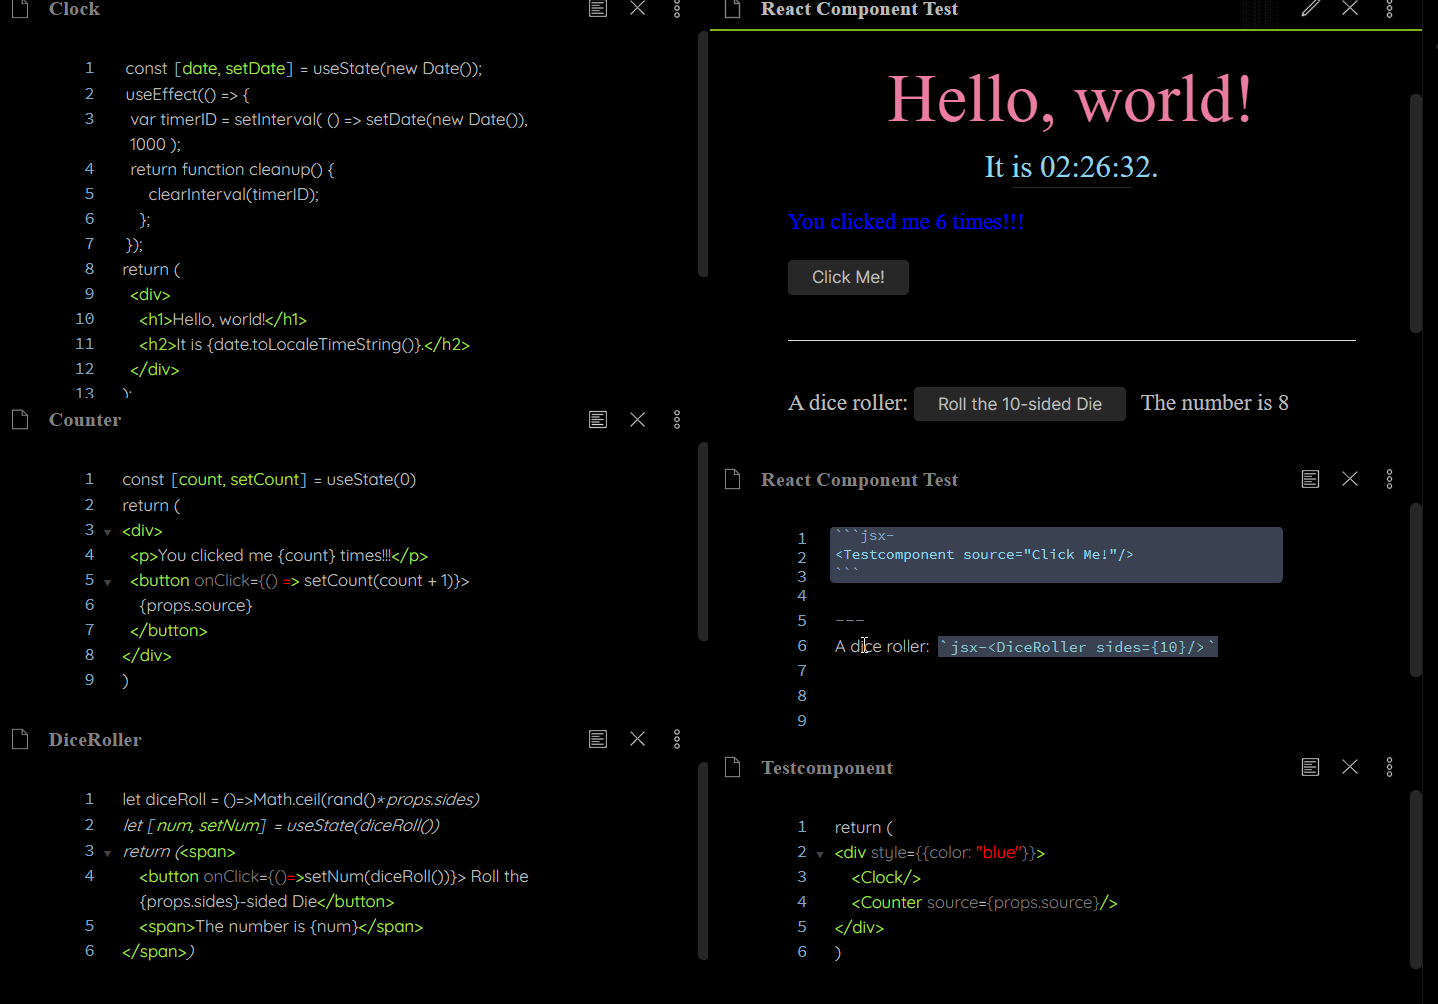 Clock
1 const [date, setDate] = useState(new Date());
2 useEffect(() => {
3 var timerID = setInterval( () => setDate(new Date()),
1000 );
4 return function cleanup() {
5 clearInterval(timerID);
6 };
7 });
8 return (
9 <div>
10 <h1>Hello, world!</h1>
11 <h2>It is {date.toLocaleTimeString()}.</h2>
12 </div>
13 );
Counter
1 const [count, setCount] = useState(0)
2 return (
3 <div>
4 <p>You clicked me {count} times!!!</p>
5 <button onClick={() => setCount(count + 1)}>
6 {props.source}
7 </button>
8 </div>
9 )
DiceRoller
1 let diceRoll = ()=>Math.ceil(rand()*props.sides)
2 let [num, setNum] = useState(diceRoll())
3 return (<span>
4 <button onClick={()=>setNum(diceRoll())}> Roll the
{props.sides}-sided Die</button>
5 <span>The number is {num}</span>
6 </span>)
React Component Test
Hello, world!
It is 02:26:32.
You clicked me 6 times!!!
Click Me!
A dice roller: Roll the 10-sided Die The number is 8
React Component Test
1 ```jsx-
2 <Testcomponent source="Click Me!"/>
3 ```
4
5 ---
6 A dice roller: `jsx-<DiceRoller sides={10}/>`
7
8
9
Testcomponent
1 return (
2 <div style={{color: "blue"}}>
3 <Clock/>
4 <Counter source={props.source}/>
5 </div>
6 )